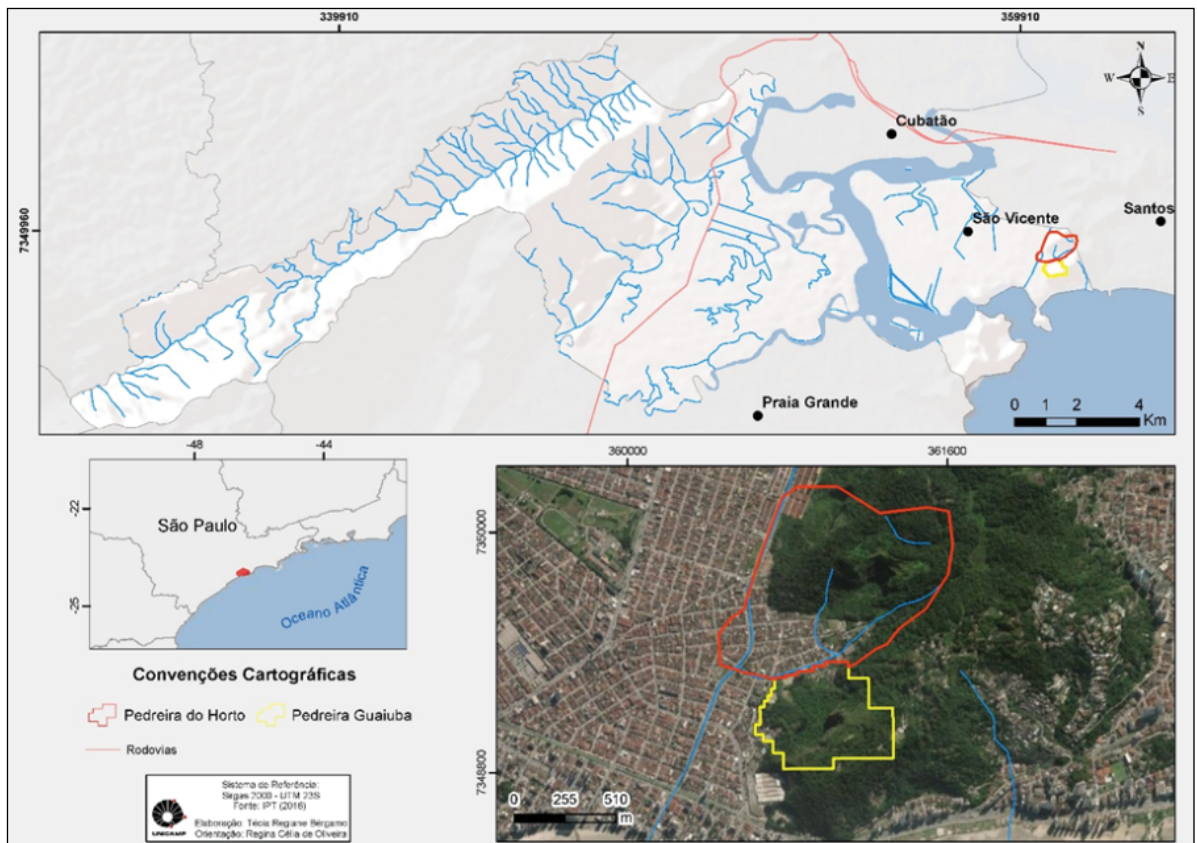 339910
359910
N
W
E
S
Cubatão
7349960
São Vicente
Santos
Praia Grande
0 1 2 4
Km
-48
-44
-22
-25
São Paulo
Oceano Atlântica
360000
361600
7350000
7348800
0 255 510
m
Convenções Cartográficas
Pedreira do Horto
Pedreira Guaiuba
Rodovias
Sistema de Referência:
Sirgas 2000 - UTM 23S
Fonte: IPT (2016)
Elaboração: Técia Regiane Bérgamo
Orientação: Regina Célia de Oliveira
UNICAMP